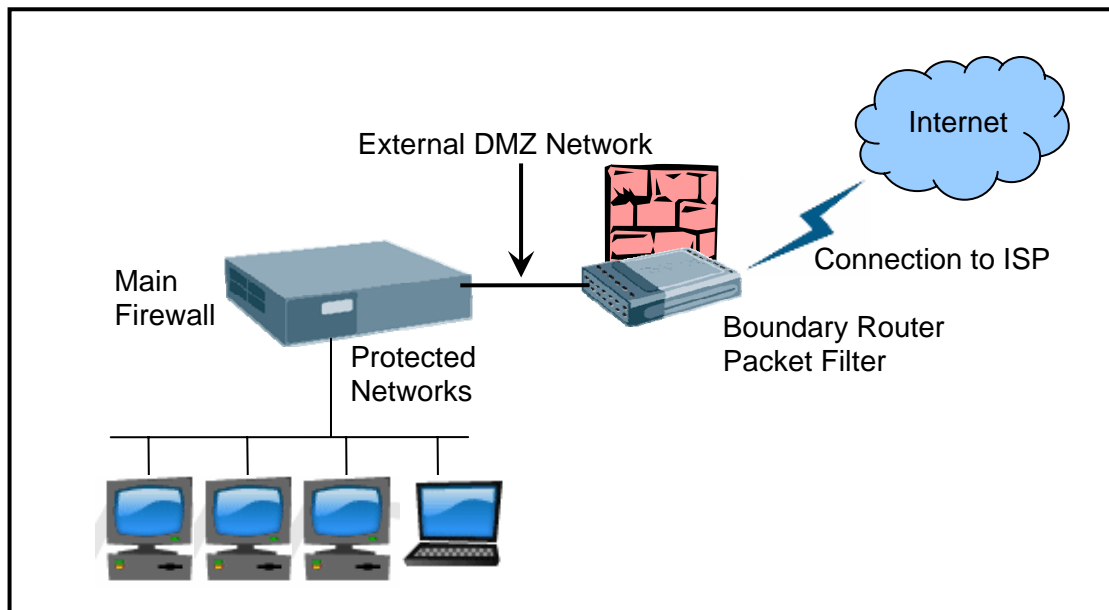 Internet
External DMZ Network
Connection to ISP
Main
Firewall
Boundary Router
Packet Filter
Protected
Networks